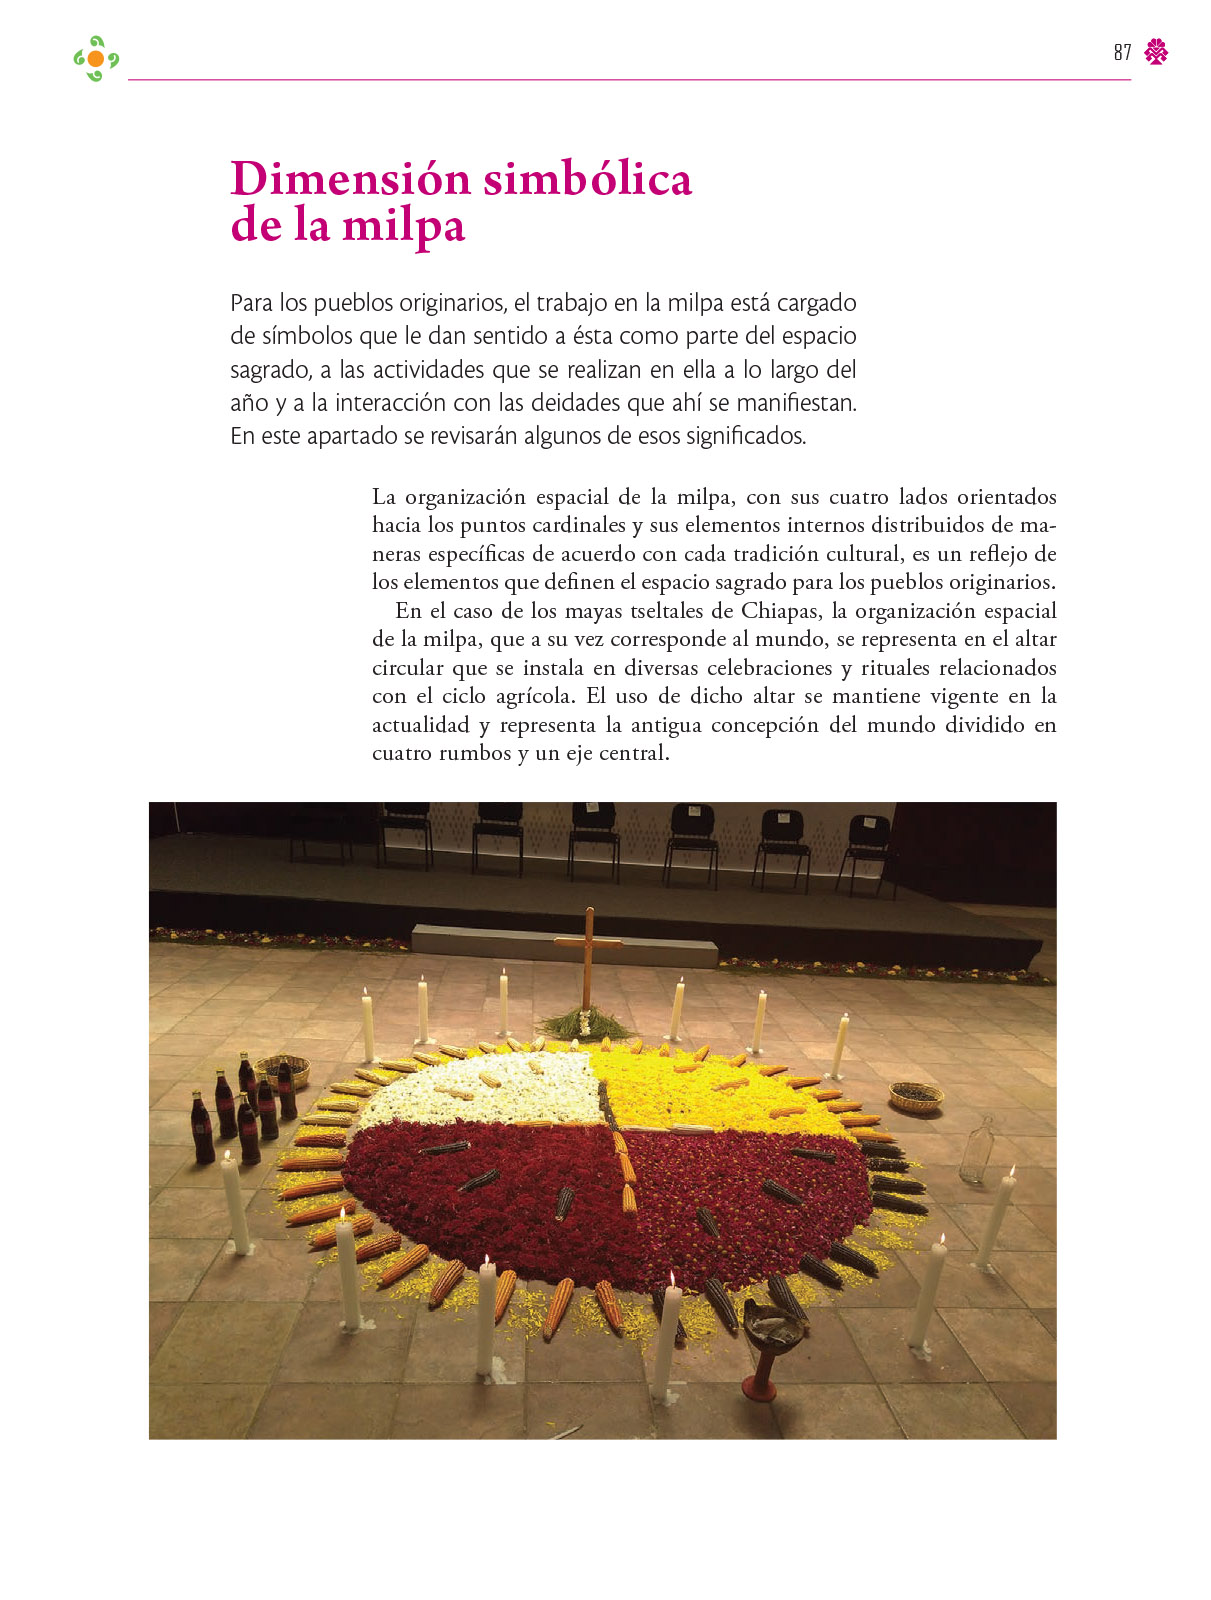 87
Dimensión simbólica
de la milpa
Para los pueblos originarios, el trabajo en la milpa está cargado
de símbolos que le dan sentido a ésta como parte del espacio
sagrado, a las actividades que se realizan en ella a lo largo del
año y a la interacción con las deidades que ahí se manifiestan.
En este apartado se revisarán algunos de esos significados.
La organización espacial de la milpa, con sus cuatro lados orientados
hacia los puntos cardinales y sus elementos internos distribuidos de ma-
neras específicas de acuerdo con cada tradición cultural, es un reflejo de
los elementos que definen el espacio sagrado para los pueblos originarios.
En el caso de los mayas tseltales de Chiapas, la organización espacial
de la milpa, que a su vez corresponde al mundo, se representa en el altar
circular que se instala en diversas celebraciones y rituales relacionados
con el ciclo agrícola. El uso de dicho altar se mantiene vigente en la
actualidad y representa la antigua concepción del mundo dividido en
cuatro rumbos y un eje central.